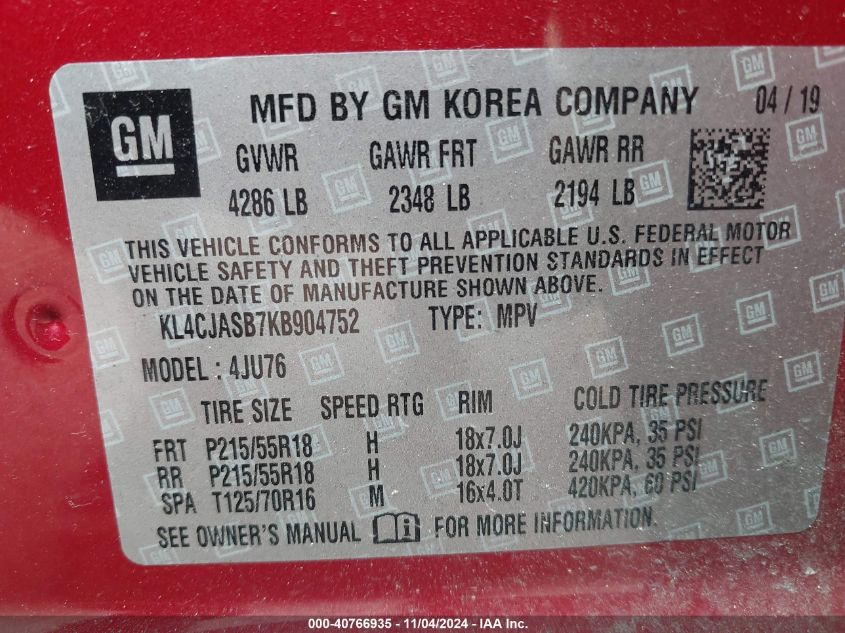 GM
MFD BY GM KOREA COMPANY 04 / 19
GVWR GAWR FRT GAWR RR
4286 LB 2348 LB 2194 LB
THIS VEHICLE CONFORMS TO ALL APPLICABLE U.S. FEDERAL MOTOR
VEHICLE SAFETY AND THEFT PREVENTION STANDARDS IN EFFECT
ON THE DATE OF MANUFACTURE SHOWN ABOVE.
KL4CJASB7KB904752 TYPE: MPV
MODEL : 4JU76
TIRE SIZE SPEED RTG RIM COLD TIRE PRESSURE
FRT P215/55R18 H 18x7.0J 240KPA, 35 PSI
RR P215/55R18 H 18x7.0J 240KPA, 35 PSI
SPA T125/70R16 M 16x4.0T 420KPA, 60 PSI
SEE OWNER'S MANUAL FOR MORE INFORMATION.
000-40766935 - 11/04/2024 - IAA Inc.